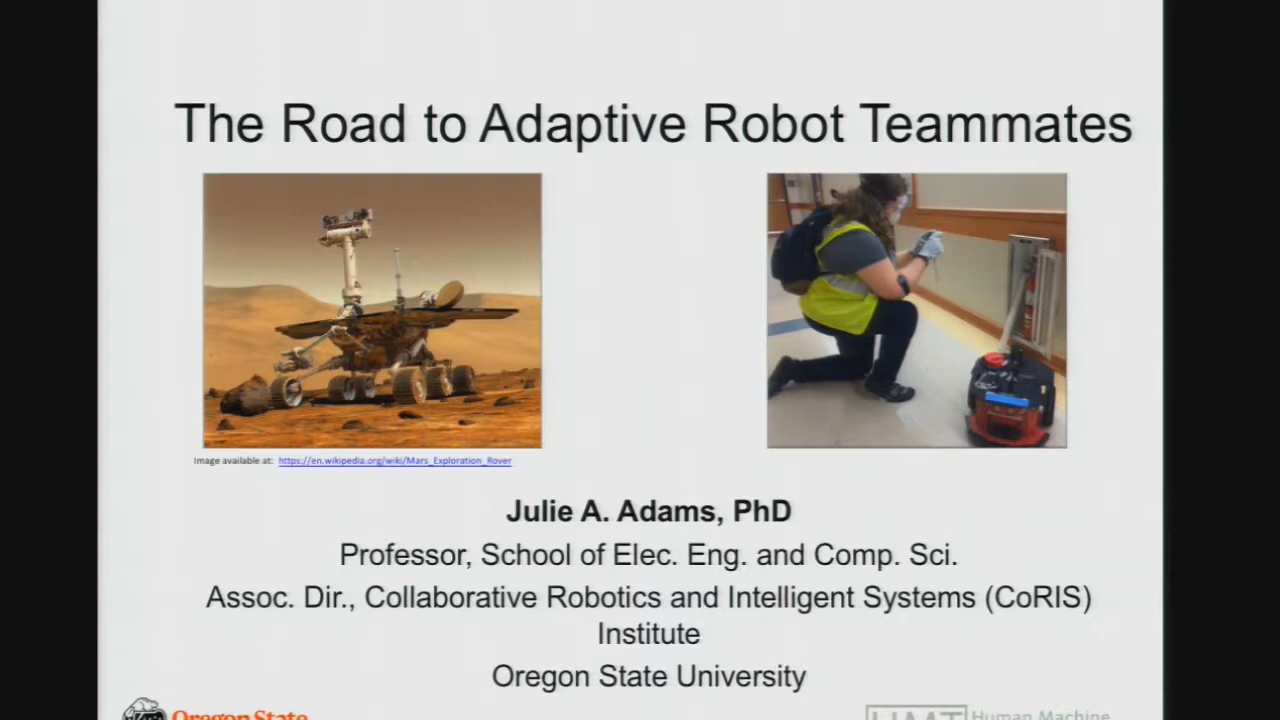 The Road to Adaptive Robot Teammates
Image available at: https://en.wikipedia.org/wiki/Mars_Exploration_Rover
Julie A. Adams, PhD
Professor, School of Elec. Eng. and Comp. Sci.
Assoc. Dir., Collaborative Robotics and Intelligent Systems (CoRIS)
Institute
Oregon State University
Oregon State
HMT Human Machine